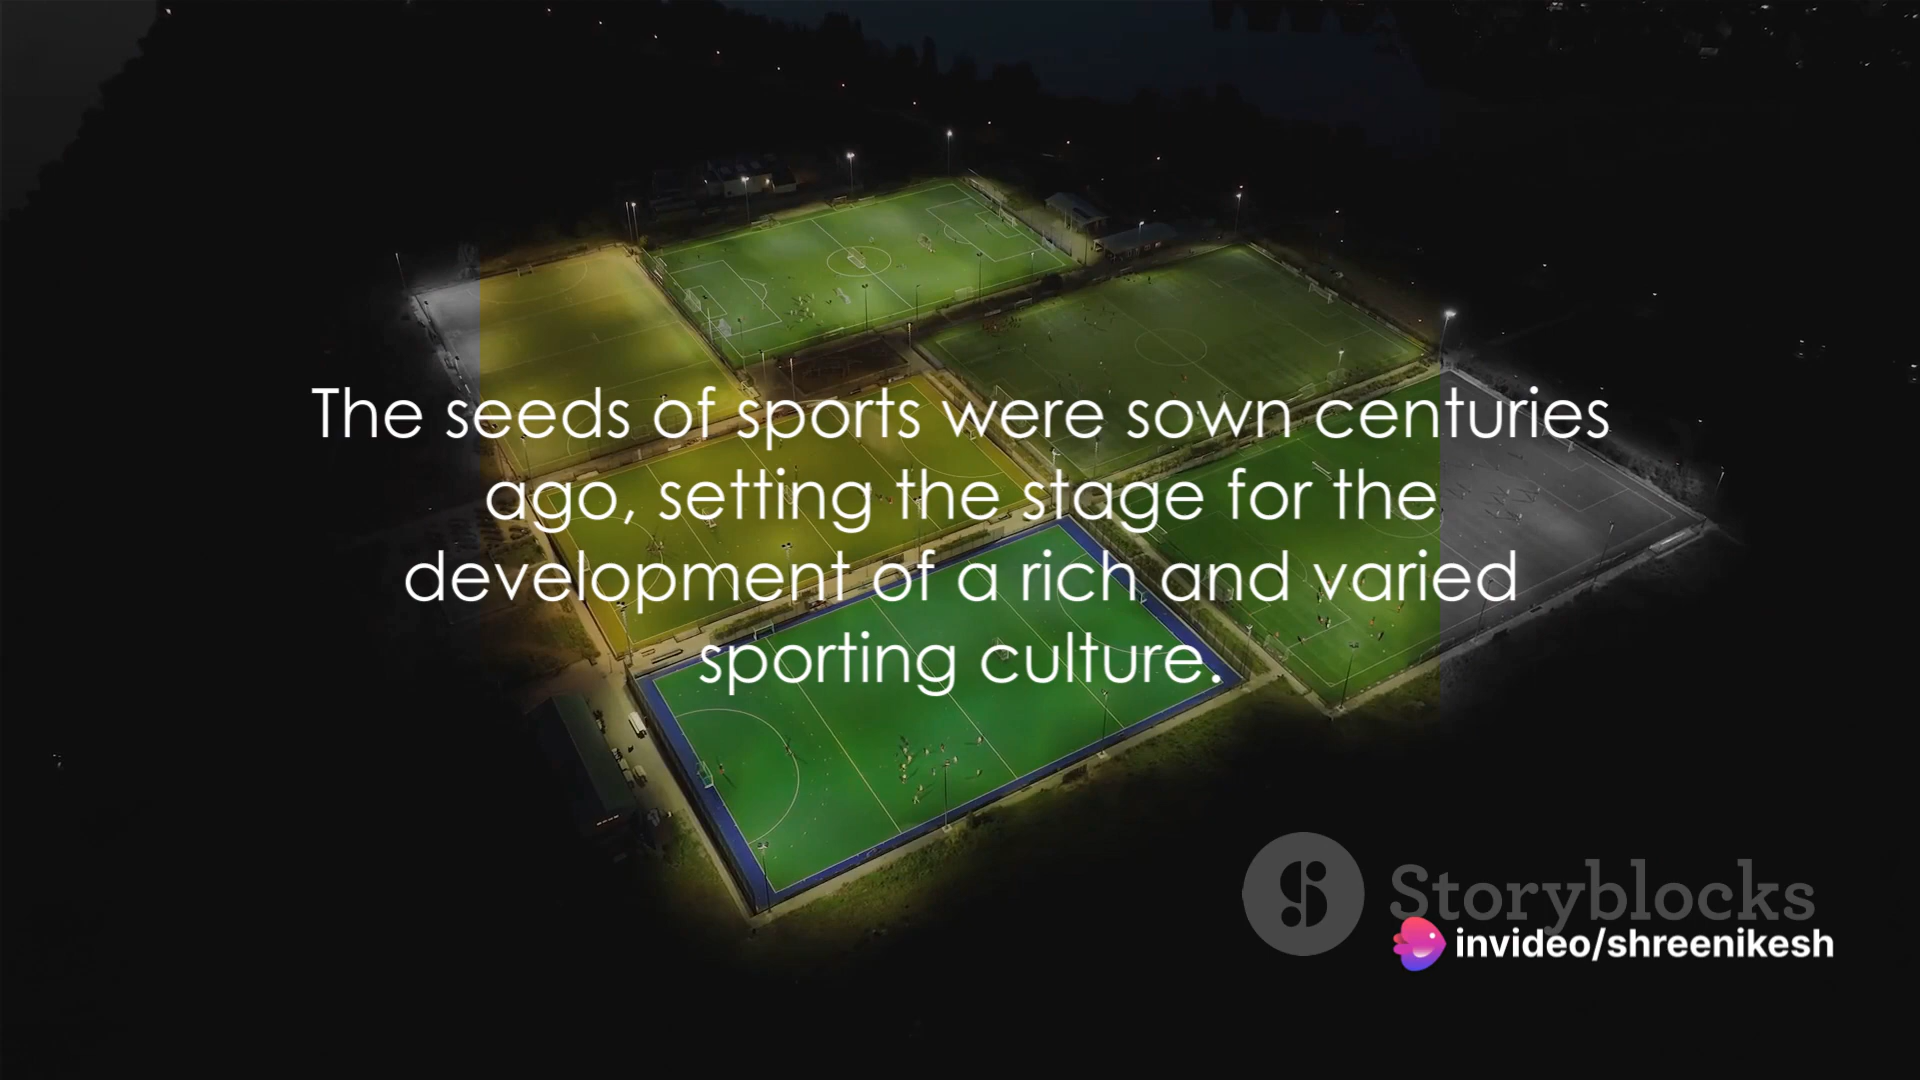 The seeds of sports were sown centuries
ago, setting the stage for the
development of a rich and varied
sporting culture.
Storyblocks
invideo/shreenikesh